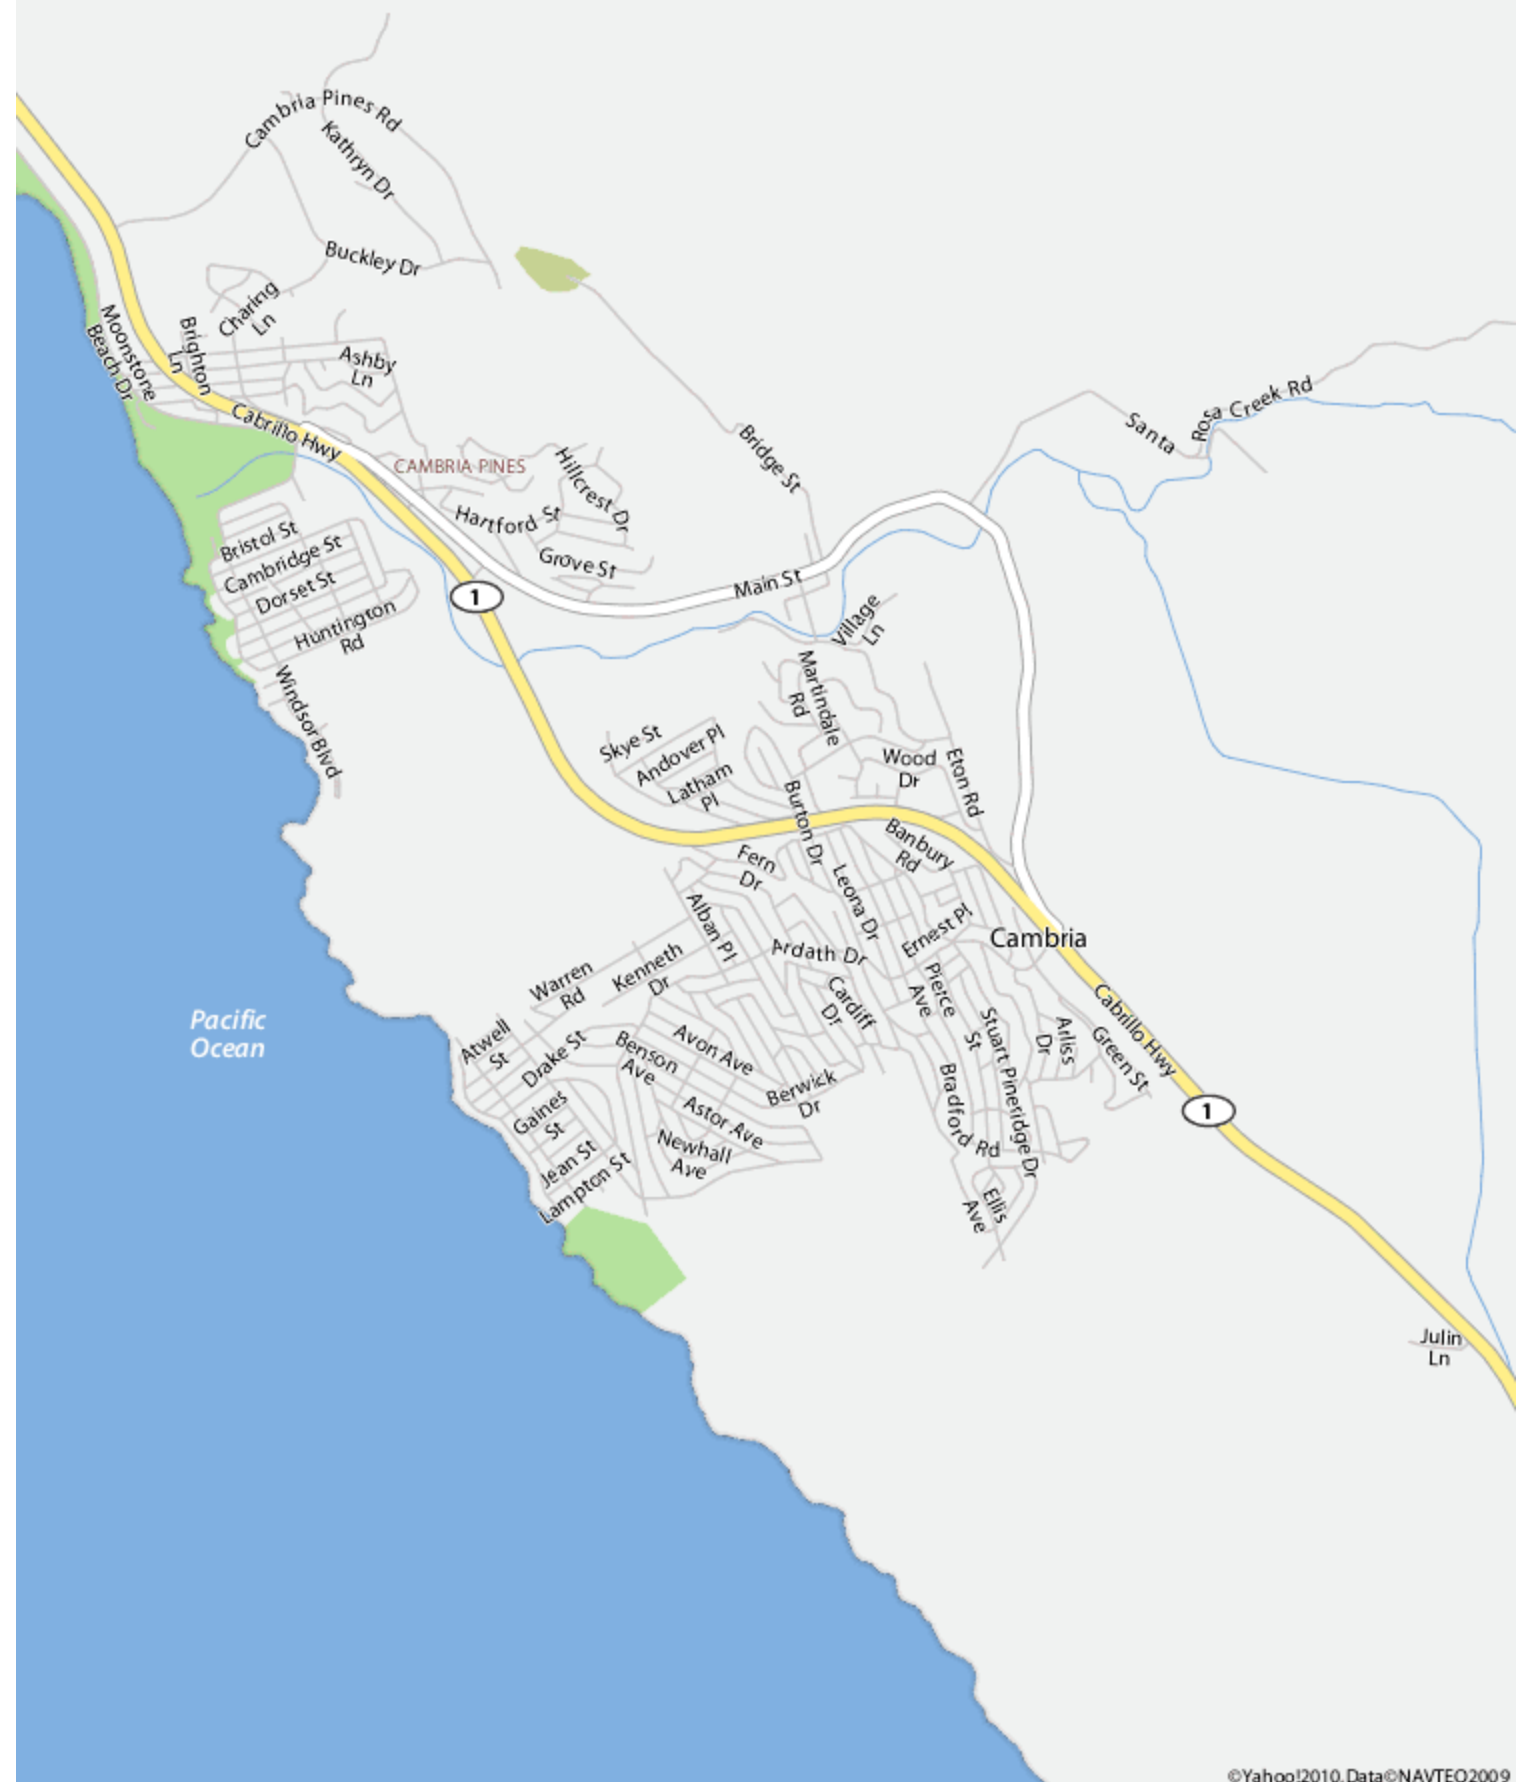 Cambria Pines Rd
Kathryn Dr
Buckley Dr
Charing
Ln
Brighton
Ln
Moonstone
Beach Dr
Ashby
Ln
Cabrillo Hwy
CAMBRIA PINES
Hillcrest Dr
Hartford St
Grove St
Bridge St
Santa
Rosa
Creek Rd
Bristol St
Cambridge St
Dorset St
Huntington
Rd
Windsor Blvd
1
Main St
Village
Ln
Martindale
Rd
Skye St
Andover Pl
Latham
Pl
Wood
Dr
Eton Rd
Burton Dr
Banbury
Rd
Fern
Dr
Leona Dr
Alban Pl
Ernest Pl
Cambria
Ardath Dr
Kenneth
Dr
Warren
Rd
Pierce
Ave
Cardiff
Dr
Cabrillo Hwy
Pacific
Ocean
Atwell
St
Drake St
Benson
Ave
Avon Ave
Stuart
St
Pineridge Dr
Arliss
Dr
Green St
Berwick
Dr
Bradford Rd
Gaines
St
Astor Ave
Newhall
Ave
1
Jean St
Lampton St
Ellis
Ave
Julin
Ln
©Yahoo!2010, Data©NAVTEQ2009